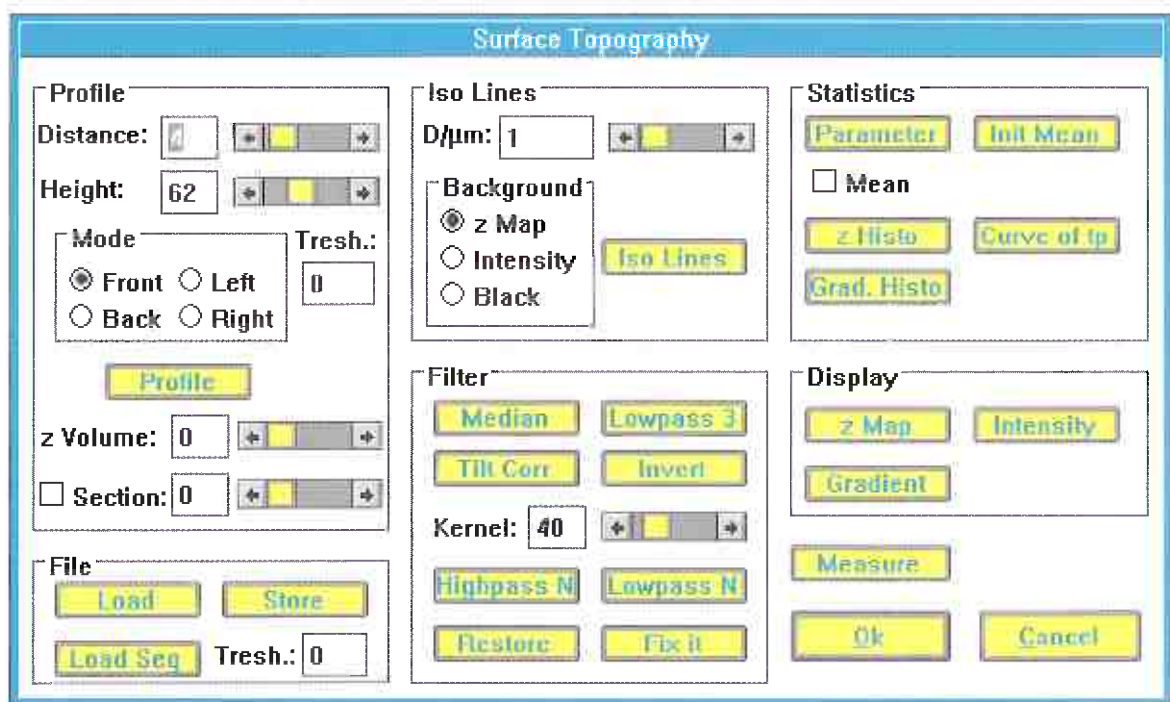 Surface Topography
Profile
Distance:
Height: 62
Mode
Tresh.:
Front Left
0
Back Right
Profile
z Volume: 0
Section: 0
File
Load Store
Load Seq Tresh.: 0
Iso Lines
D/µm: 1
Background
z Map
Intensity
Black
Iso Lines
Filter
Median Lowpass 3
Tilt Corr Invert
Kernel: 40
Highpass N Lowpass N
Restore Fix it
Statistics
Parameter Init Mean
Mean
z Histo Curve of tp
Grad. Histo
Display
z Map Intensity
Gradient
Measure
Ok Cancel